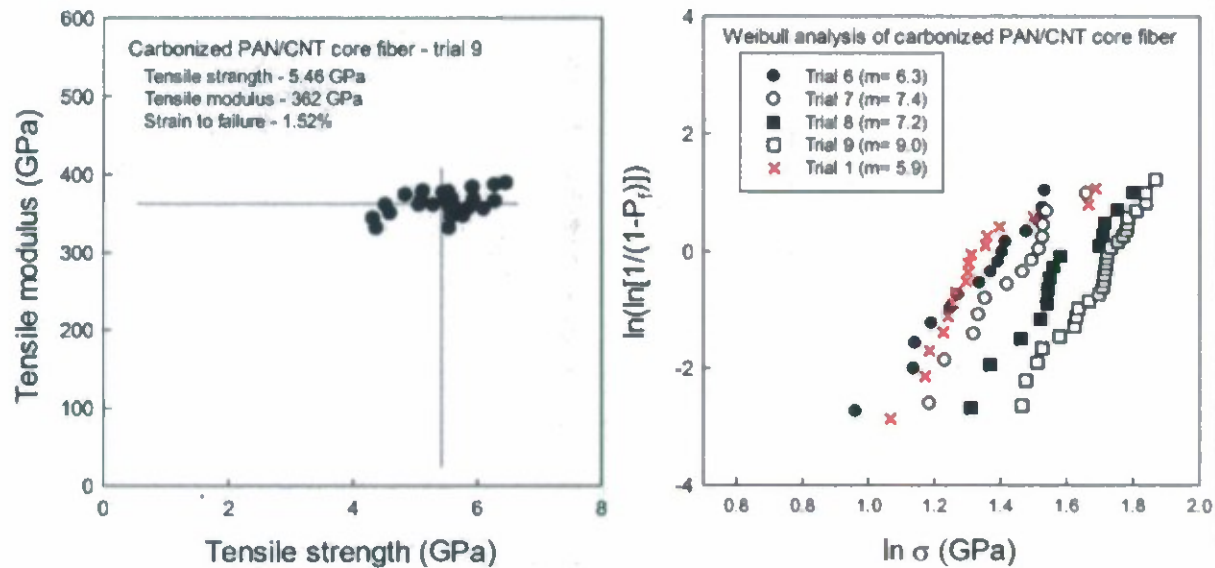 Tensile modulus (GPa)
600
500
400
300
200
100
0
Carbonized PAN/CNT core fiber - trial 9
Tensile strength - 5.46 GPa
Tensile modulus - 362 GPa
Strain to failure - 1.52%
0 2 4 6 8
Tensile strength (GPa)
ln(ln[1/(1-Pf)])
4
2
0
-2
-4
Weibull analysis of carbonized PAN/CNT core fiber
Trial 6 (m= 6.3)
Trial 7 (m= 7.4)
Trial 8 (m= 7.2)
Trial 9 (m= 9.0)
Trial 1 (m= 5.9)
0.6 0.8 1.0 1.2 1.4 1.6 1.8 2.0
ln σ (GPa)